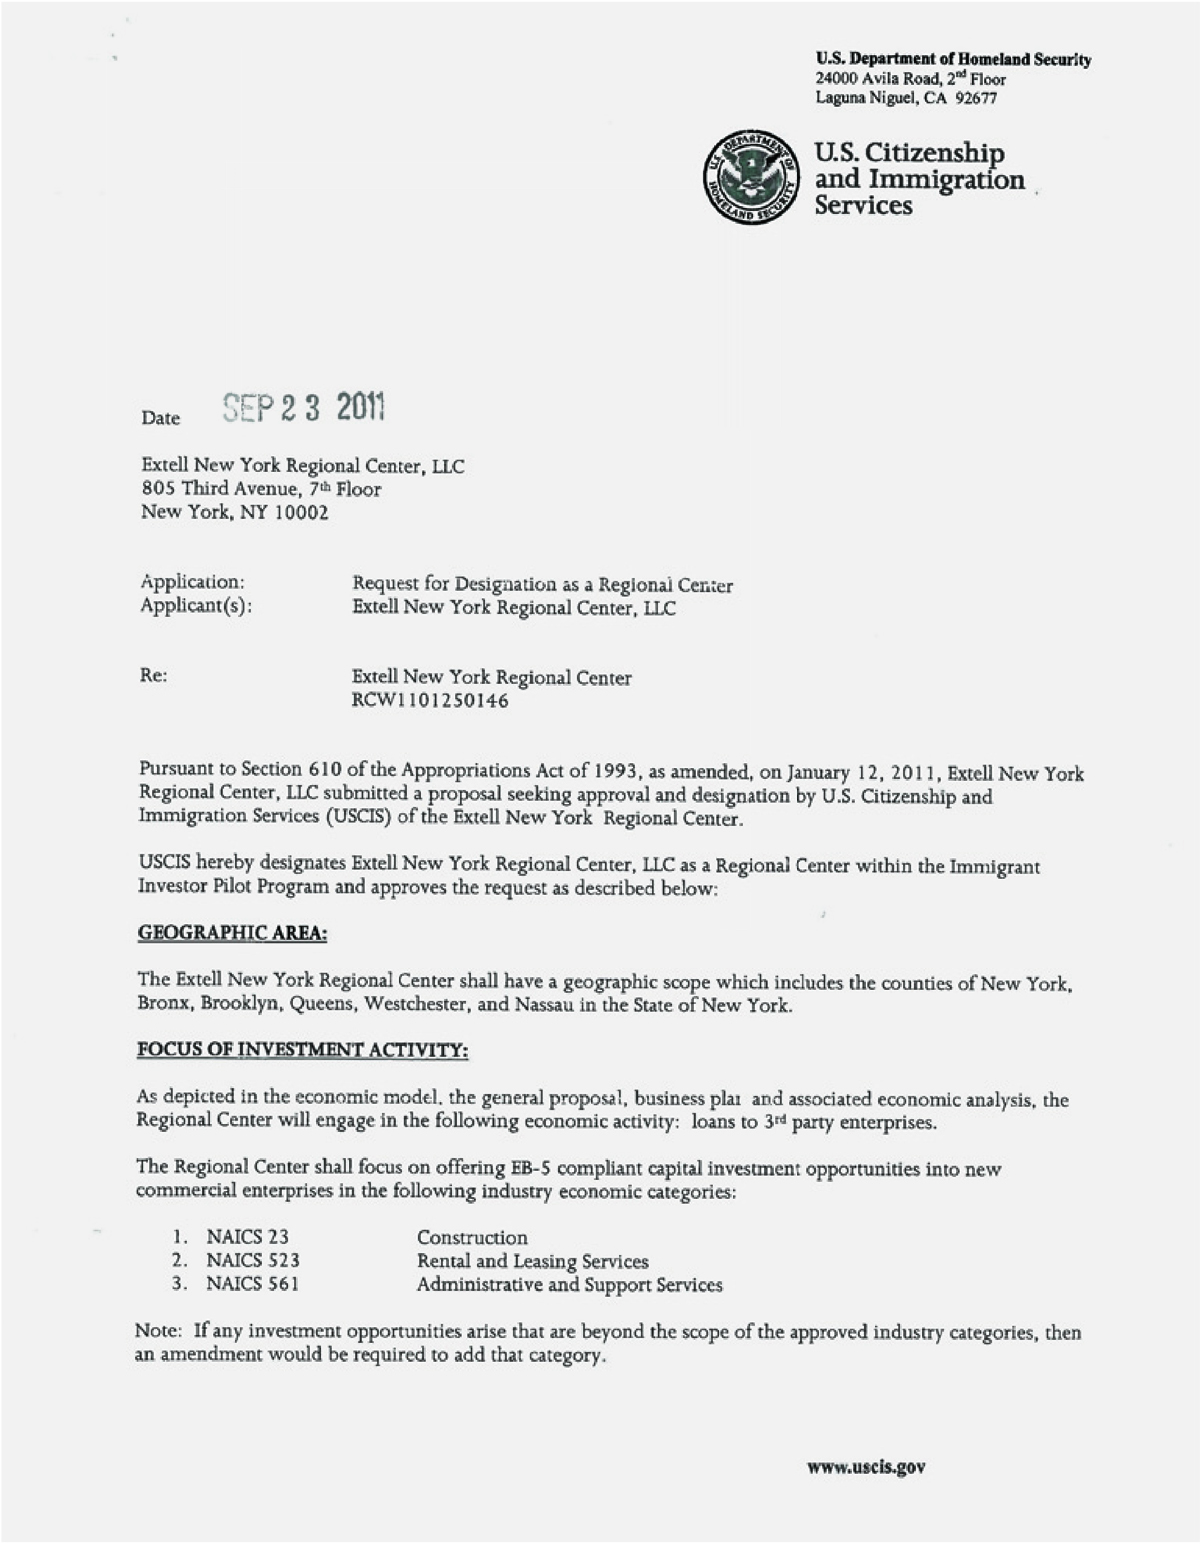 U.S. Department of Homeland Security
24000 Avila Road, 2nd Floor
Laguna Niguel, CA 92677
U.S. DEPARTMENT OF HOMELAND SECURITY
U.S. Citizenship
and Immigration
Services
Date SEP 23 2011
Extell New York Regional Center, LLC
805 Third Avenue, 7th Floor
New York, NY 10002
Application: Request for Designation as a Regional Center
Applicant(s): Extell New York Regional Center, LLC
Re: Extell New York Regional Center
RCW1101250146
Pursuant to Section 610 of the Appropriations Act of 1993, as amended, on January 12, 2011, Extell New York
Regional Center, LLC submitted a proposal seeking approval and designation by U.S. Citizenship and
Immigration Services (USCIS) of the Extell New York Regional Center.
USCIS hereby designates Extell New York Regional Center, LLC as a Regional Center within the Immigrant
Investor Pilot Program and approves the request as described below:
GEOGRAPHIC AREA:
The Extell New York Regional Center shall have a geographic scope which includes the counties of New York,
Bronx, Brooklyn, Queens, Westchester, and Nassau in the State of New York.
FOCUS OF INVESTMENT ACTIVITY:
As depicted in the economic model, the general proposal, business plan and associated economic analysis, the
Regional Center will engage in the following economic activity: loans to 3rd party enterprises.
The Regional Center shall focus on offering EB-5 compliant capital investment opportunities into new
commercial enterprises in the following industry economic categories:
1. NAICS 23 Construction
2. NAICS 523 Rental and Leasing Services
3. NAICS 561 Administrative and Support Services
Note: If any investment opportunities arise that are beyond the scope of the approved industry categories, then
an amendment would be required to add that category.
www.uscis.gov